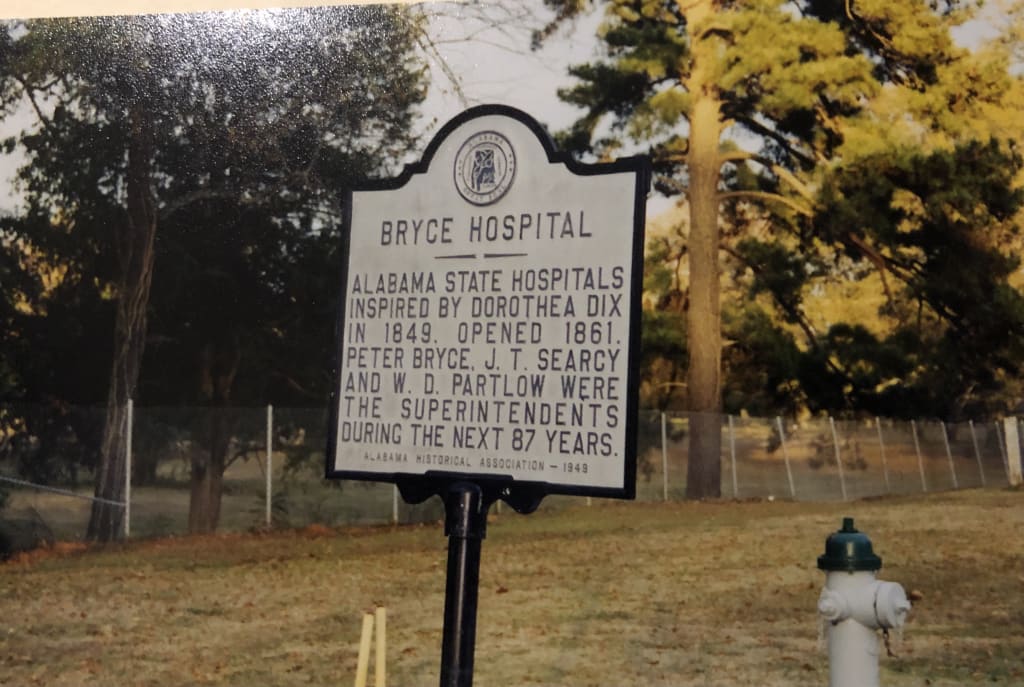 BRYCE HOSPITAL
ALABAMA STATE HOSPITALS
INSPIRED BY DOROTHEA DIX
IN 1849. OPENED 1861.
PETER BRYCE, J. T. SEARCY
AND W. D. PARTLOW WERE
THE SUPERINTENDENTS
DURING THE NEXT 87 YEARS.
ALABAMA HISTORICAL ASSOCIATION – 1949